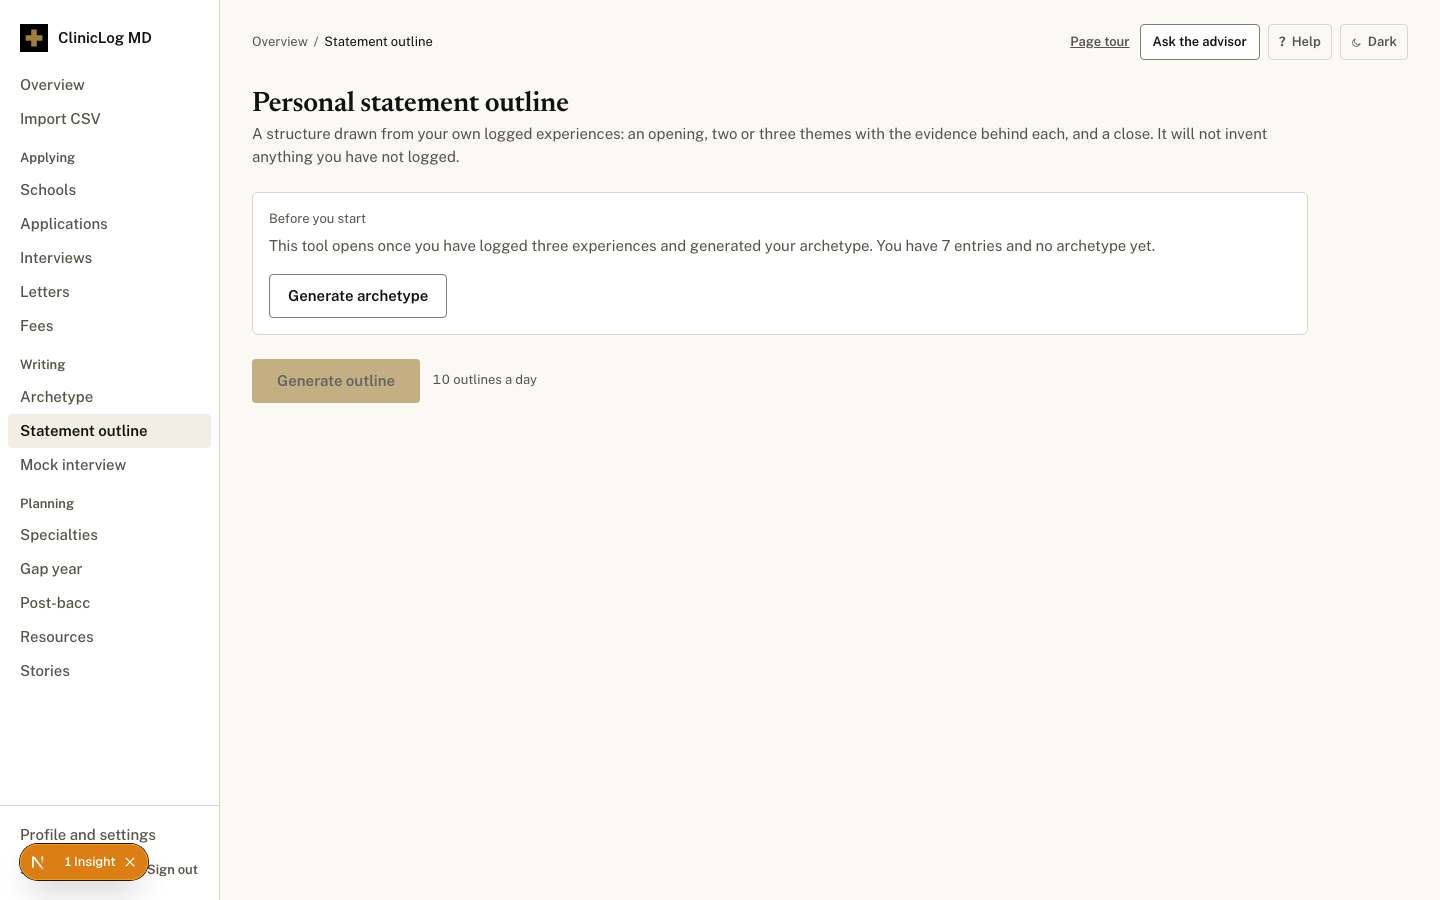 ClinicLog MD
Overview
Import CSV
Applying
Schools
Applications
Interviews
Letters
Fees
Writing
Archetype
Statement outline
Mock interview
Planning
Specialties
Gap year
Post-bacc
Resources
Stories
Profile and settings
1 Insight
Sign out
Overview / Statement outline
Page tour
Ask the advisor
? Help
Dark
Personal statement outline
A structure drawn from your own logged experiences: an opening, two or three themes with the evidence behind each, and a close. It will not invent
anything you have not logged.
Before you start
This tool opens once you have logged three experiences and generated your archetype. You have 7 entries and no archetype yet.
Generate archetype
Generate outline
10 outlines a day